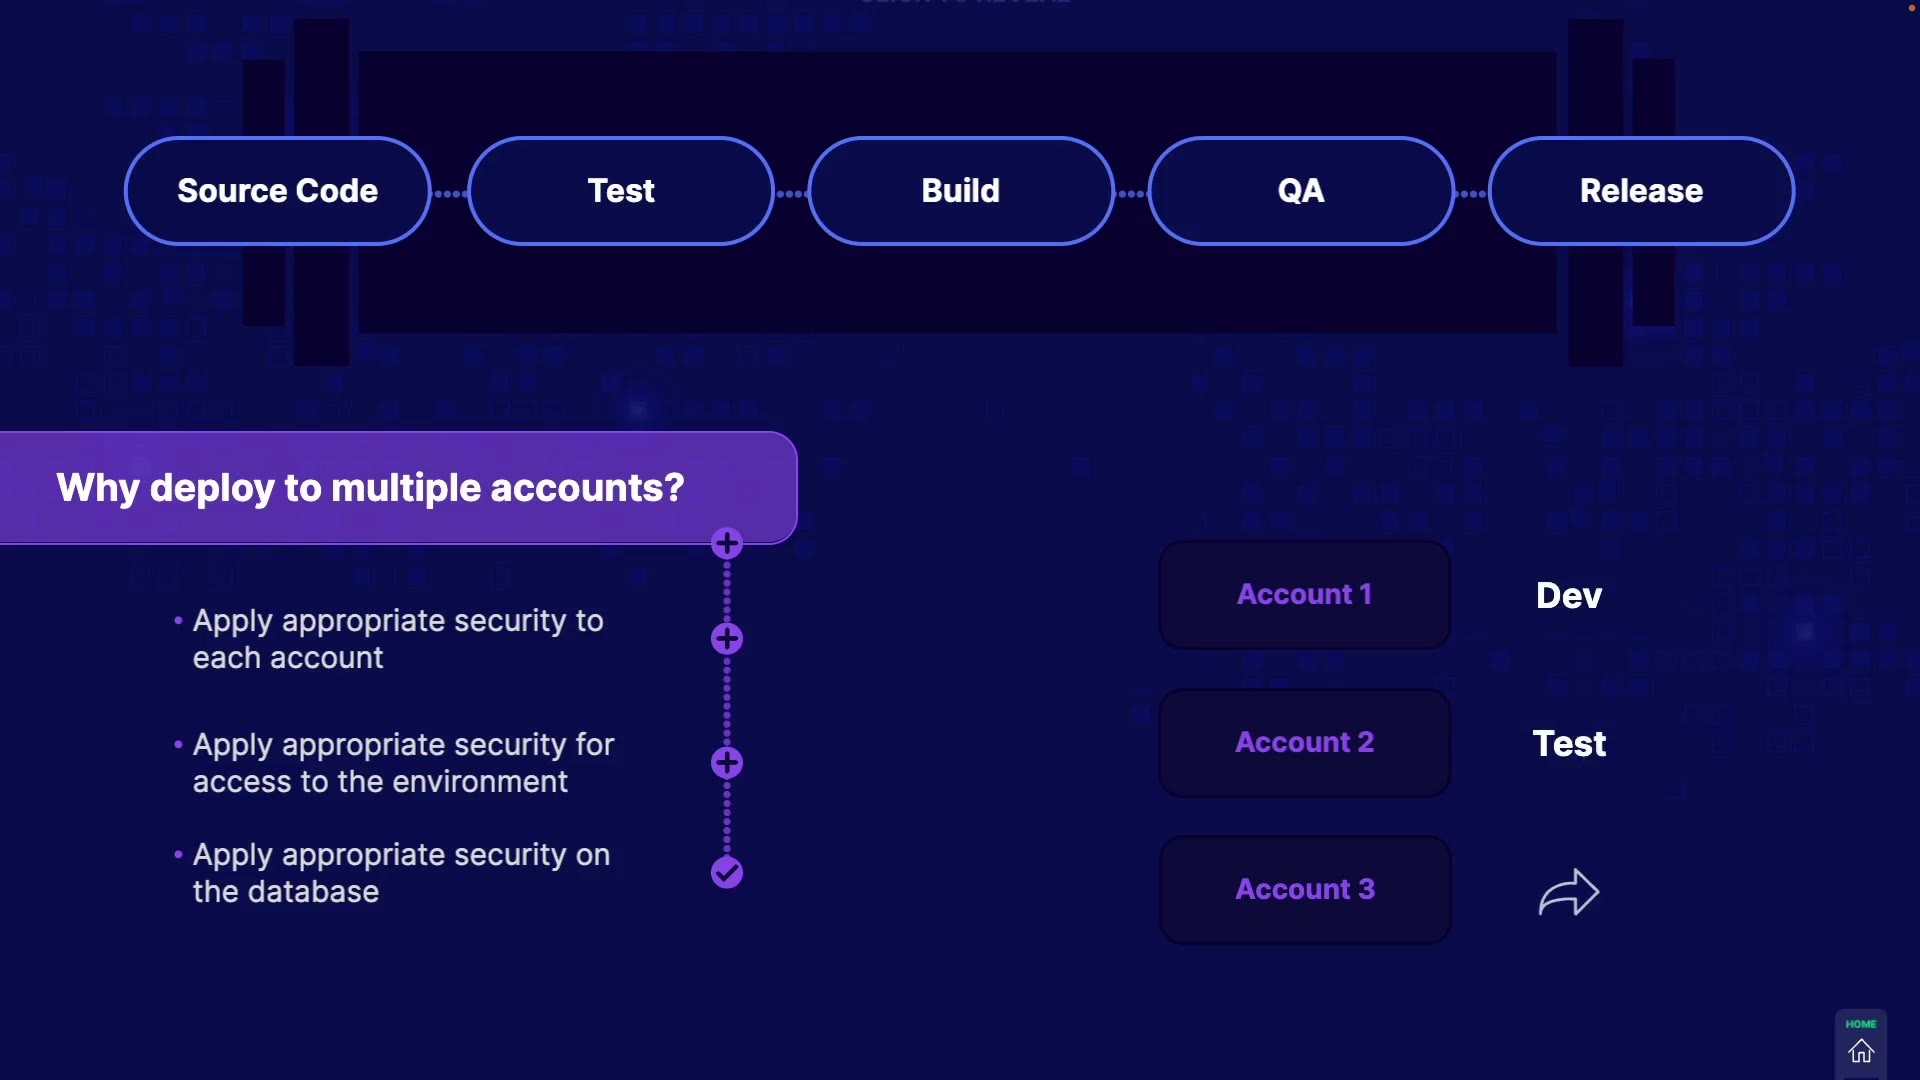 Source Code
Test
Build
QA
Release
Why deploy to multiple accounts?
• Apply appropriate security to
each account
• Apply appropriate security for
access to the environment
• Apply appropriate security on
the database
Account 1
Dev
Account 2
Test
Account 3
HOME